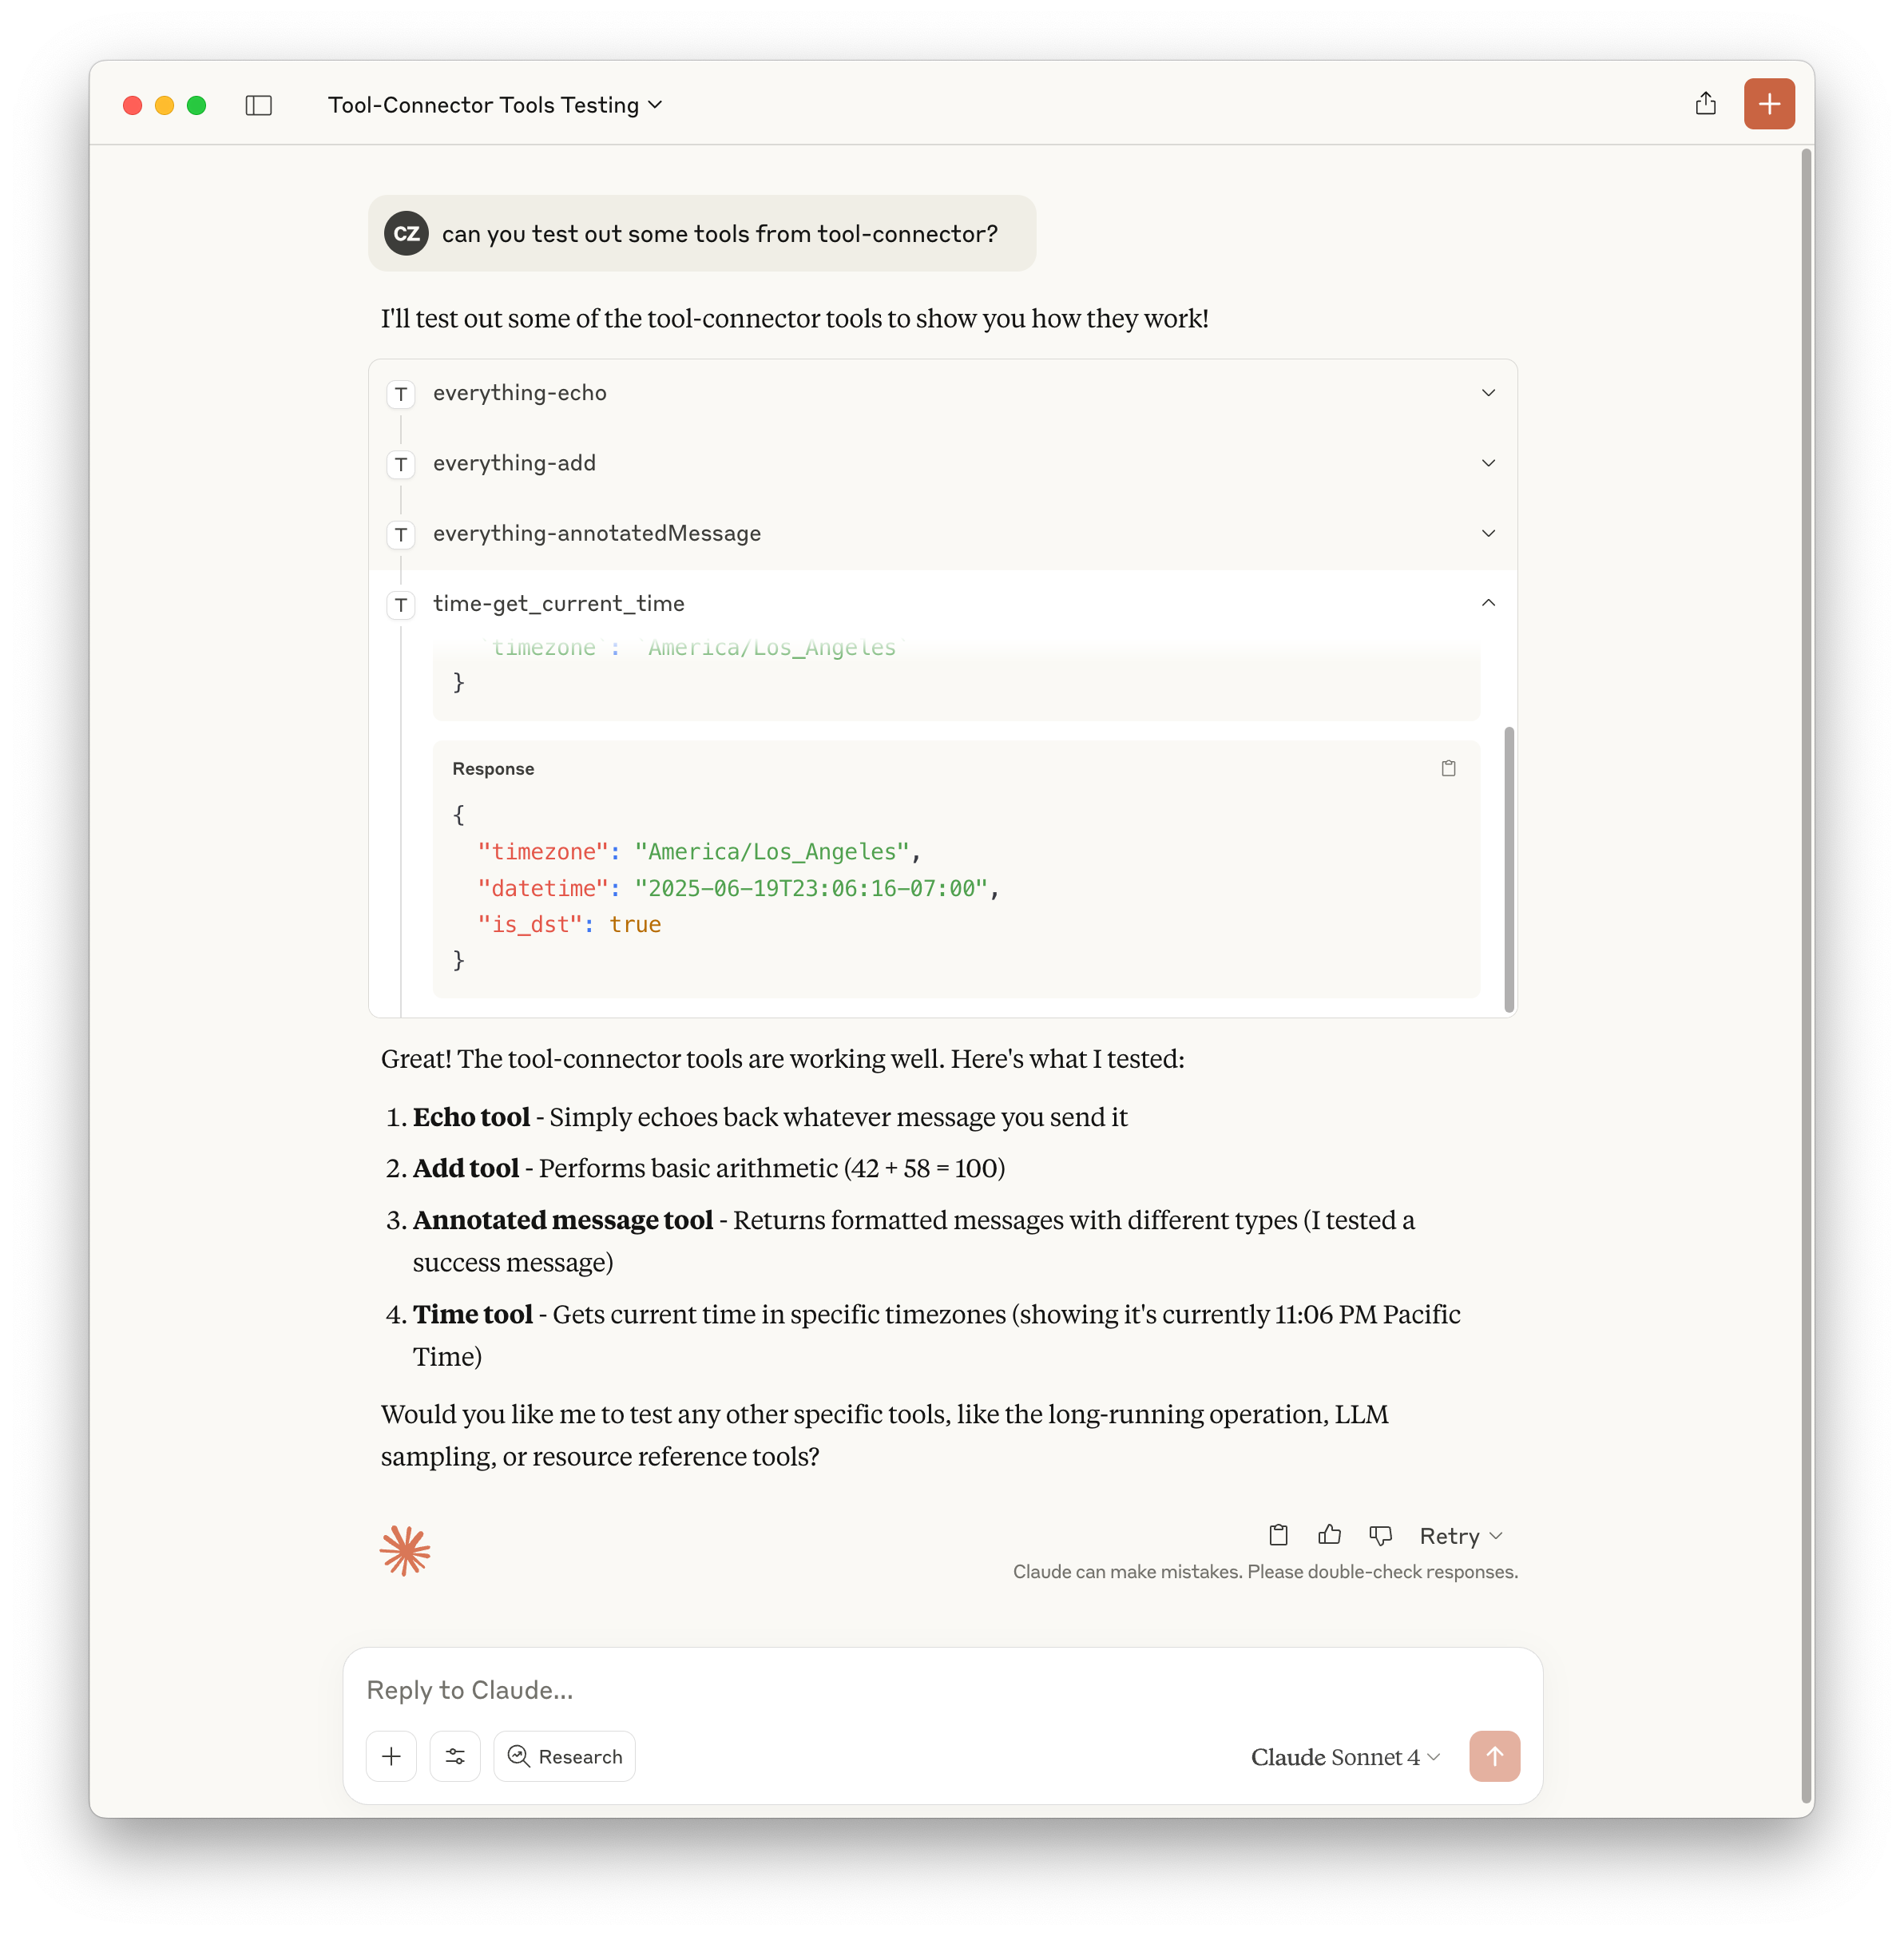 Tool-Connector Tools Testing
CZ
can you test out some tools from tool-connector?
I'll test out some of the tool-connector tools to show you how they work!
T
everything-echo
T
everything-add
T
everything-annotatedMessage
T
time-get_current_time
"timezone": "America/Los_Angeles"
}
Response
{
"timezone": "America/Los_Angeles",
"datetime": "2025-06-19T23:06:16-07:00",
"is_dst": true
}
Great! The tool-connector tools are working well. Here's what I tested:
1. Echo tool - Simply echoes back whatever message you send it
2. Add tool - Performs basic arithmetic (42 + 58 = 100)
3. Annotated message tool - Returns formatted messages with different types (I tested a
success message)
4. Time tool - Gets current time in specific timezones (showing it's currently 11:06 PM Pacific
Time)
Would you like me to test any other specific tools, like the long-running operation, LLM
sampling, or resource reference tools?
Retry
Claude can make mistakes. Please double-check responses.
Reply to Claude...
Research
Claude Sonnet 4